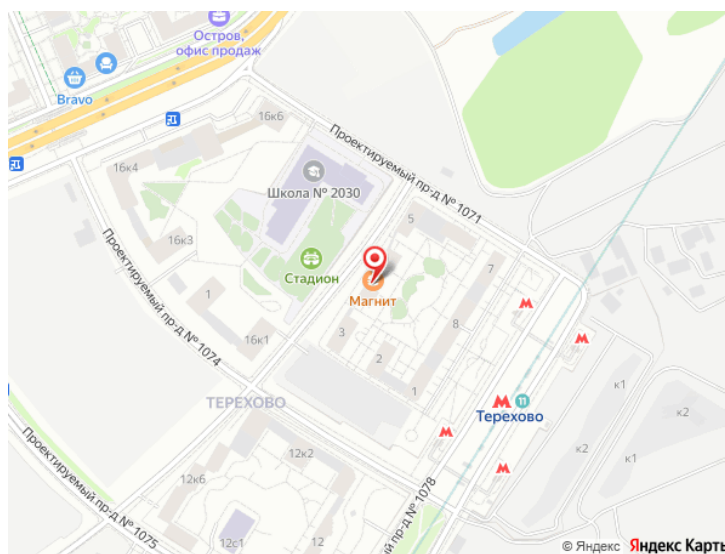 Остров,
офис продаж
Bravo
16к6
16к4
Проектируемый пр-д № 1071
Школа № 2030
5
16к3
Стадион
7
Магнит
1
8
3
16к1
2
1
Проектируемый пр-д № 1074
ТЕРЕХОВО
11
Терехово
к1
к2
к2
к1
12к2
12к6
12
12с1
Проектируемый пр-д № 1075
Проектируемый пр-д № 1078
© Яндекс Яндекс Карты